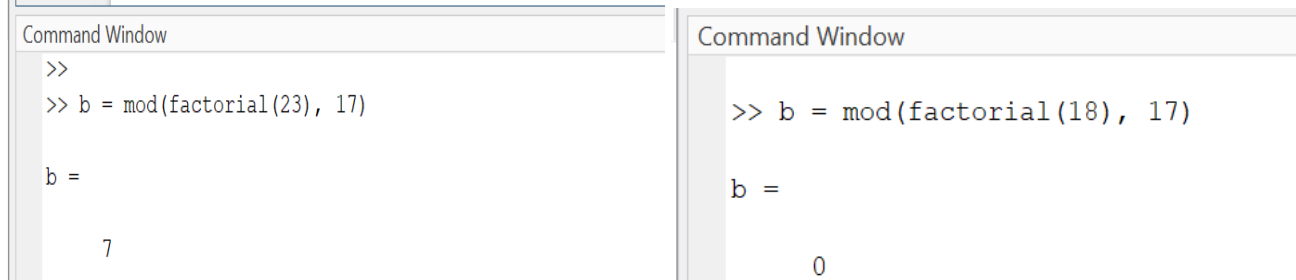 Command Window
>>
>> b = mod(factorial(23), 17)
b =
7
Command Window
>> b = mod(factorial(18), 17)
b =
0